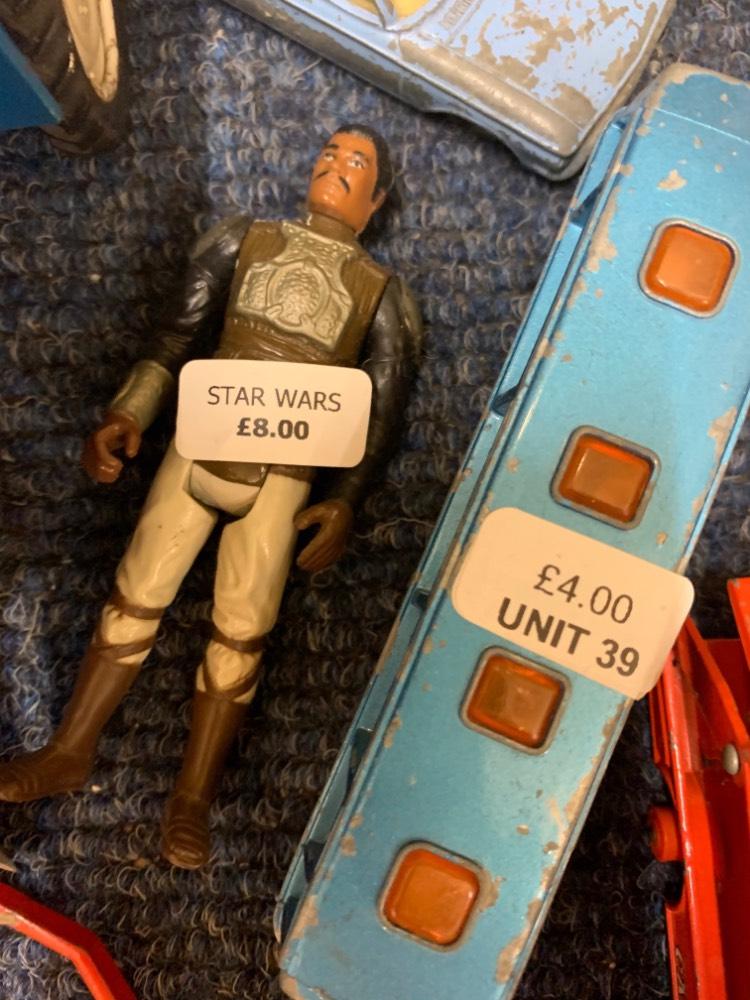 STAR WARS
£8.00
£4.00
UNIT 39